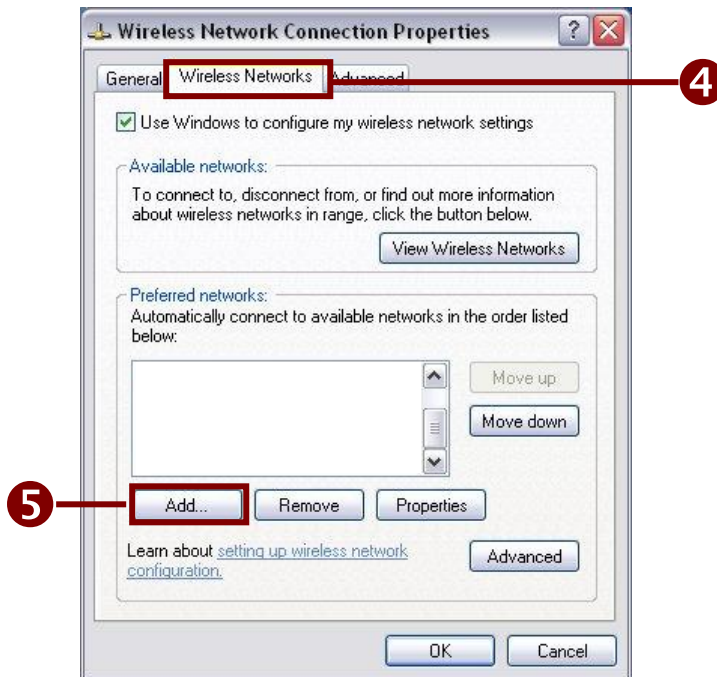 Wireless Network Connection Properties
?
General
Wireless Networks
Advanced
4
Use Windows to configure my wireless network settings
Available networks:
To connect to, disconnect from, or find out more information
about wireless networks in range, click the button below.
View Wireless Networks
Preferred networks:
Automatically connect to available networks in the order listed
below:
Move up
Move down
5
Add...
Remove
Properties
Learn about setting up wireless network
configuration.
Advanced
OK
Cancel